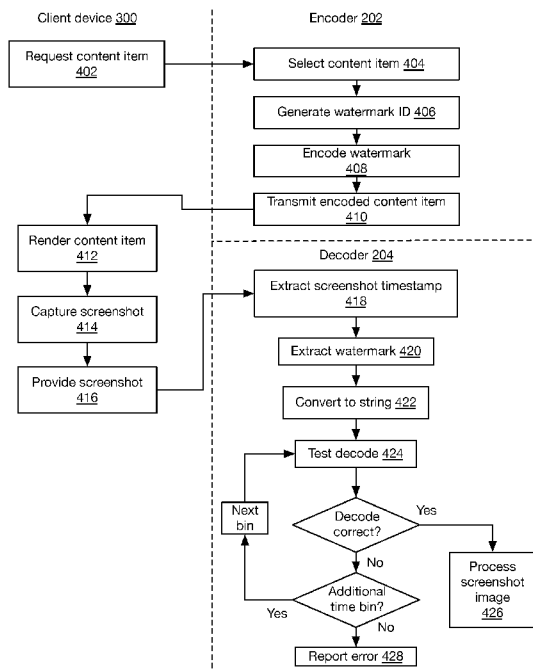 Client device 300
Request content item
402
Encoder 202
Select content item 404
Generate watermark ID 406
Encode watermark
408
Transmit encoded content item
410
Render content item
412
Capture screenshot
414
Provide screenshot
416
Decoder 204
Extract screenshot timestamp
418
Extract watermark 420
Convert to string 422
Test decode 424
Next
bin
Decode
correct?
Yes
No
Process
screenshot
image
426
Additional
time bin?
Yes
No
Report error 428